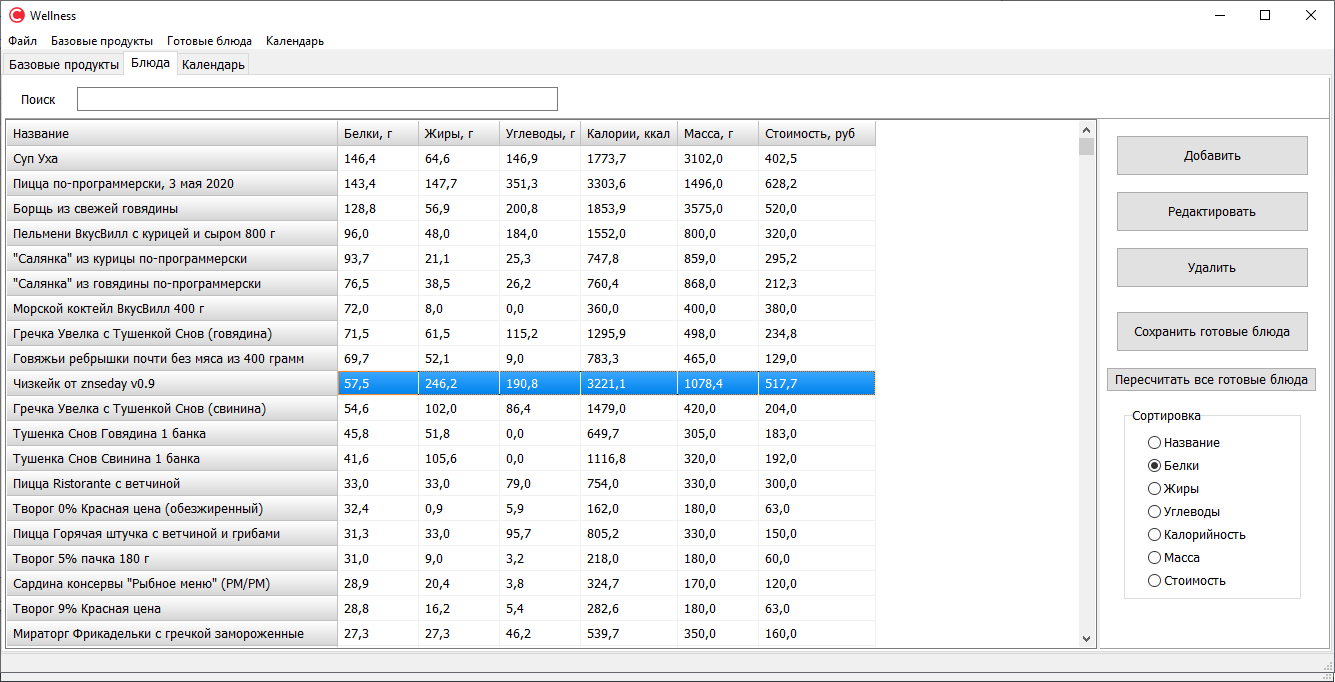 Wellness
Файл Базовые продукты Готовые блюда Календарь
Базовые продукты Блюда Календарь
Поиск
Название Белки, г Жиры, г Углеводы, г Калории, ккал Масса, г Стоимость, руб
Суп Уха 146,4 64,6 146,9 1773,7 3102,0 402,5
Пицца по-программерски, 3 мая 2020 143,4 147,7 351,3 3303,6 1496,0 628,2
Борщь из свежей говядины 128,8 56,9 200,8 1853,9 3575,0 520,0
Пельмени ВкусВилл с курицей и сыром 800 г 96,0 48,0 184,0 1552,0 800,0 320,0
"Салянка" из курицы по-программерски 93,7 21,1 25,3 747,8 859,0 295,2
"Салянка" из говядины по-программерски 76,5 38,5 26,2 760,4 868,0 212,3
Морской коктейл ВкусВилл 400 г 72,0 8,0 0,0 360,0 400,0 380,0
Гречка Увелка с Тушенкой Снов (говядина) 71,5 61,5 115,2 1295,9 498,0 234,8
Говяжьи ребрышки почти без мяса из 400 грамм 69,7 52,1 9,0 783,3 465,0 129,0
Чизкейк от znseday v0.9 57,5 246,2 190,8 3221,1 1078,4 517,7
Гречка Увелка с Тушенкой Снов (свинина) 54,6 102,0 86,4 1479,0 420,0 204,0
Тушенка Снов Говядина 1 банка 45,8 51,8 0,0 649,7 305,0 183,0
Тушенка Снов Свинина 1 банка 41,6 105,6 0,0 1116,8 320,0 192,0
Пицца Ristorante с ветчиной 33,0 33,0 79,0 754,0 330,0 300,0
Творог 0% Красная цена (обезжиренный) 32,4 0,9 5,9 162,0 180,0 63,0
Пицца Горячая штучка с ветчиной и грибами 31,3 33,0 95,7 805,2 330,0 150,0
Творог 5% пачка 180 г 31,0 9,0 3,2 218,0 180,0 60,0
Сардина консервы "Рыбное меню" (РМ/РМ) 28,9 20,4 3,8 324,7 170,0 120,0
Творог 9% Красная цена 28,8 16,2 5,4 282,6 180,0 63,0
Мираторг Фрикадельки с гречкой замороженные 27,3 27,3 46,2 539,7 350,0 160,0
Добавить
Редактировать
Удалить
Сохранить готовые блюда
Пересчитать все готовые блюда
Сортировка
Название
Белки
Жиры
Углеводы
Калорийность
Масса
Стоимость